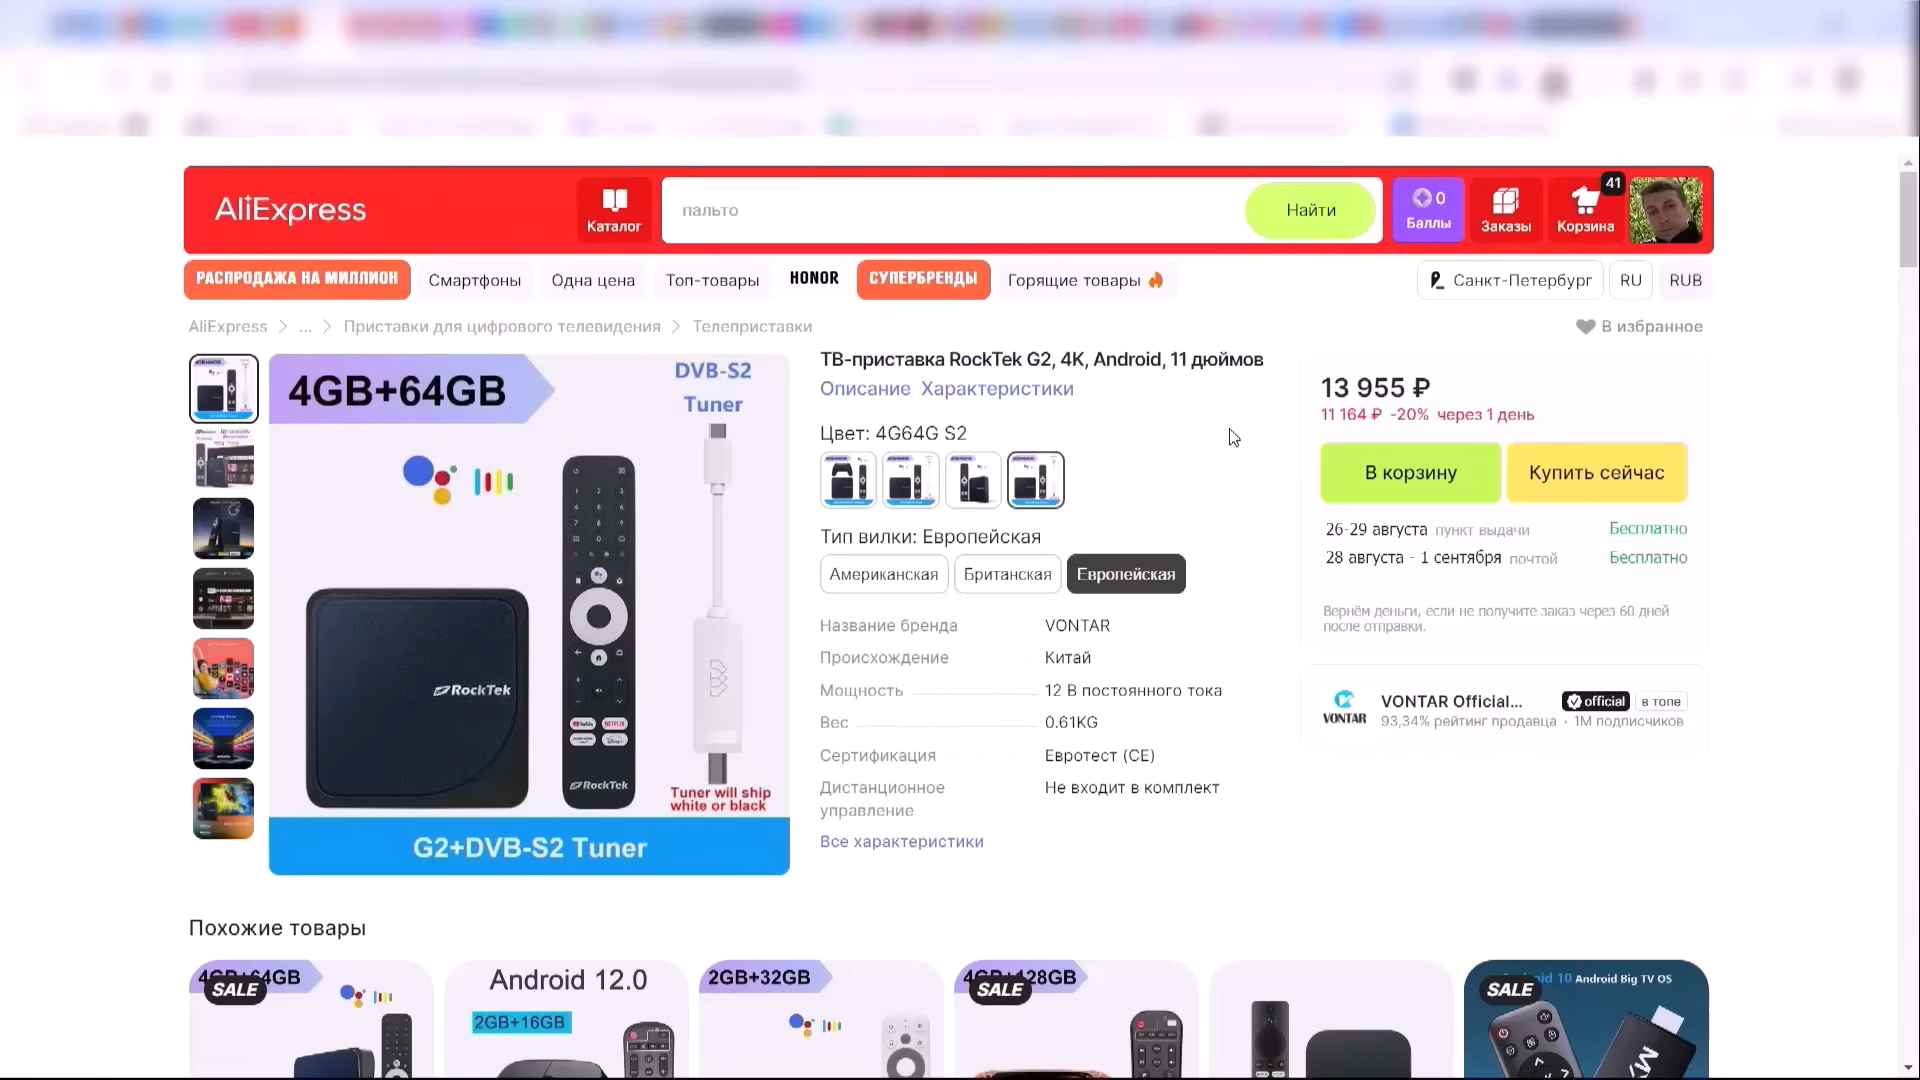 AliExpress
Каталог
пальто
Найти
0
Баллы
Заказы
41
Корзина
РАСПРОДАЖА НА МИЛЛИОН
Смартфоны
Одна цена
Топ-товары
HONOR
СУПЕРБРЕНДЫ
Горящие товары
Санкт-Петербург
RU
RUB
AliExpress > ... > Приставки для цифрового телевидения > Телеприставки
В избранное
4GB+64GB
DVB-S2
Tuner
RockTek
RockTek
Tuner will ship
white or black
G2+DVB-S2 Tuner
ТВ-приставка RockTek G2, 4K, Android, 11 дюймов
Описание Характеристики
Цвет: 4G64G S2
Тип вилки: Европейская
Американская
Британская
Европейская
Название бренда VONTAR
Происхождение Китай
Мощность 12 В постоянного тока
Вес 0.61KG
Сертификация Евротест (CE)
Дистанционное управление Не входит в комплект
Все характеристики
13 955 ₽
11 164 ₽ -20% через 1 день
В корзину
Купить сейчас
26-29 августа пункт выдачи Бесплатно
28 августа - 1 сентября почтой Бесплатно
Вернём деньги, если не получите заказ через 60 дней
после отправки.
VONTAR
VONTAR Official...
official
в топе
93,34% рейтинг продавца · 1M подписчиков
Похожие товары
4GB+64GB
SALE
Android 12.0
2GB+16GB
2GB+32GB
4GB+128GB
SALE
Android 10 Android Big TV OS
SALE